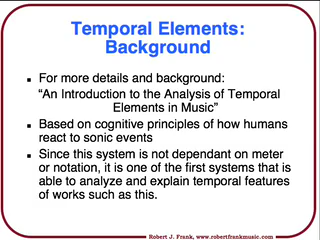 Temporal Elements:
Background
For more details and background:
“An Introduction to the Analysis of Temporal
Elements in Music”
Based on cognitive principles of how humans
react to sonic events
Since this system is not dependant on meter
or notation, it is one of the first systems that is
able to analyze and explain temporal features
of works such as this.
Robert J. Frank, www.robertfrankmusic.com